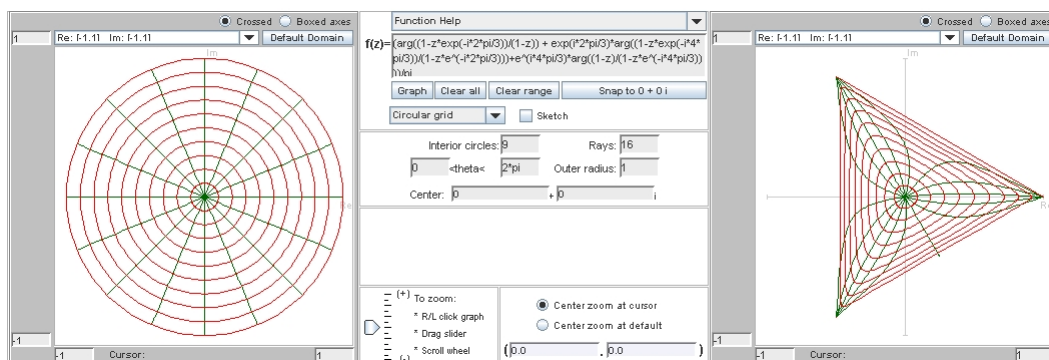 Crossed Boxed axes
1 Re: [-1,1] Im: [-1,1] Default Domain
Im
Re
-1
-1 Cursor: 1
Function Help
f(z)= (arg((1-z*exp(-i*2*pi/3))/(1-z)) + exp(i*2*pi/3)*arg((1-z*exp(-i*4*
pi/3))/(1-z*e^(-i*2*pi/3)))+e^(i*4*pi/3)*arg((1-z)/(1-z*e^(-i*4*pi/3)))
))/pi
Graph Clear all Clear range Snap to 0 + 0 i
Circular grid Sketch
Interior circles: 9 Rays: 16
0 <theta< 2*pi Outer radius: 1
Center: 0 + 0 i
(+) To zoom:
* R/L click graph
* Drag slider
* Scroll wheel
(-)
Center zoom at cursor
Center zoom at default
( 0.0 , 0.0 )
Crossed Boxed axes
1 Re: [-1,1] Im: [-1,1] Default Domain
Im
Re
-1
-1 Cursor: 1